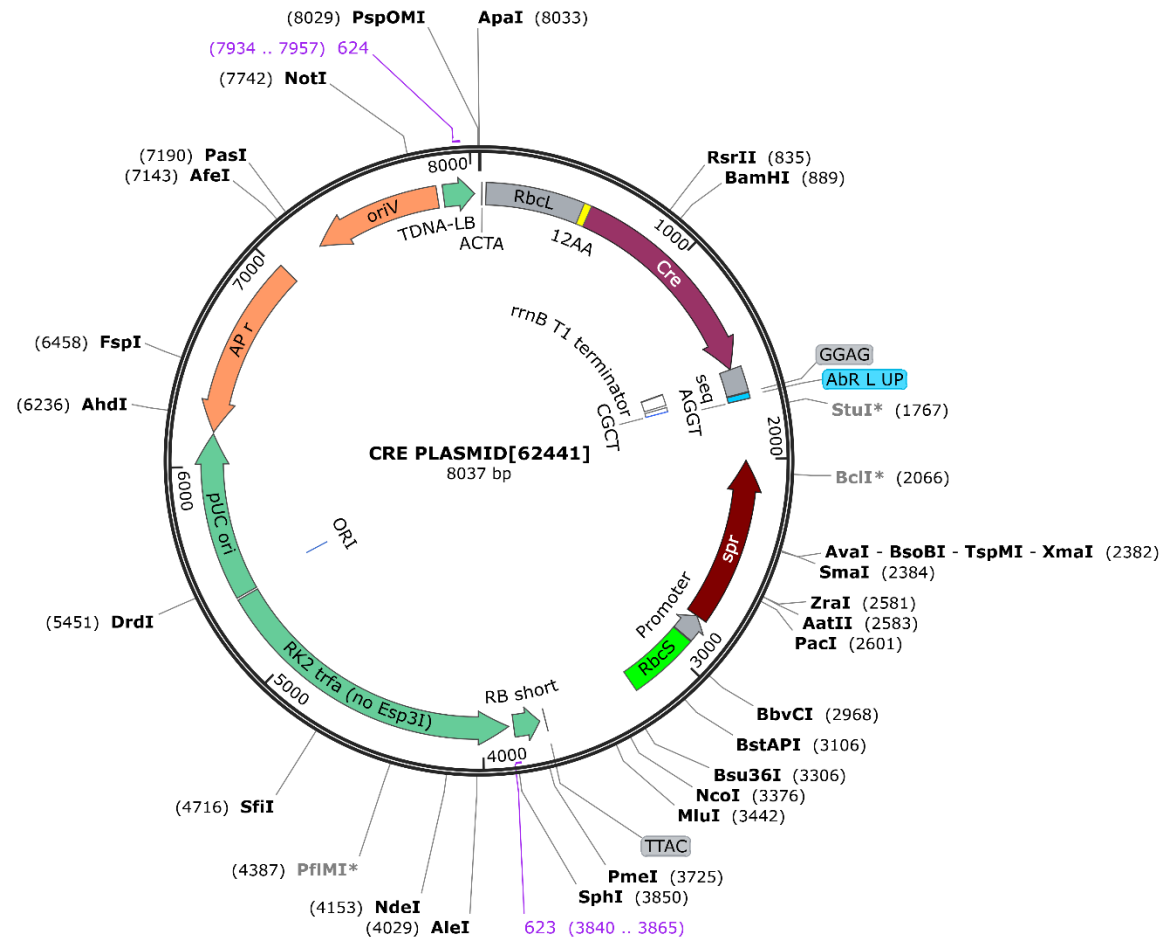 (8029) PspOMI
ApaI (8033)
(7934 .. 7957) 624
(7742) NotI
(7190) PasI
(7143) AfeI
RsrII (835)
BamHI (889)
8000
1000
2000
3000
4000
5000
6000
7000
oriV
TDNA-LB
ACTA
RbcL
12AA
Cre
rrnB T1 terminator
CGCT
AGGT
seq
GGAG
AbR L UP
StuI* (1767)
BclI* (2066)
(6458) FspI
(6236) AhdI
AP r
CRE PLASMID[62441]
8037 bp
pUC ori
ORI
spr
AvaI - BsoBI - TspMI - XmaI (2382)
SmaI (2384)
ZraI (2581)
AatII (2583)
PacI (2601)
Promoter
RbcS
(5451) DrdI
RK2 trfa (no Esp3I)
RB short
BbvCI (2968)
BstAPI (3106)
Bsu36I (3306)
NcoI (3376)
MluI (3442)
(4716) SfiI
TTAC
(4387) PflMI*
PmeI (3725)
SphI (3850)
(4153) NdeI
(4029) AleI
623 (3840 .. 3865)